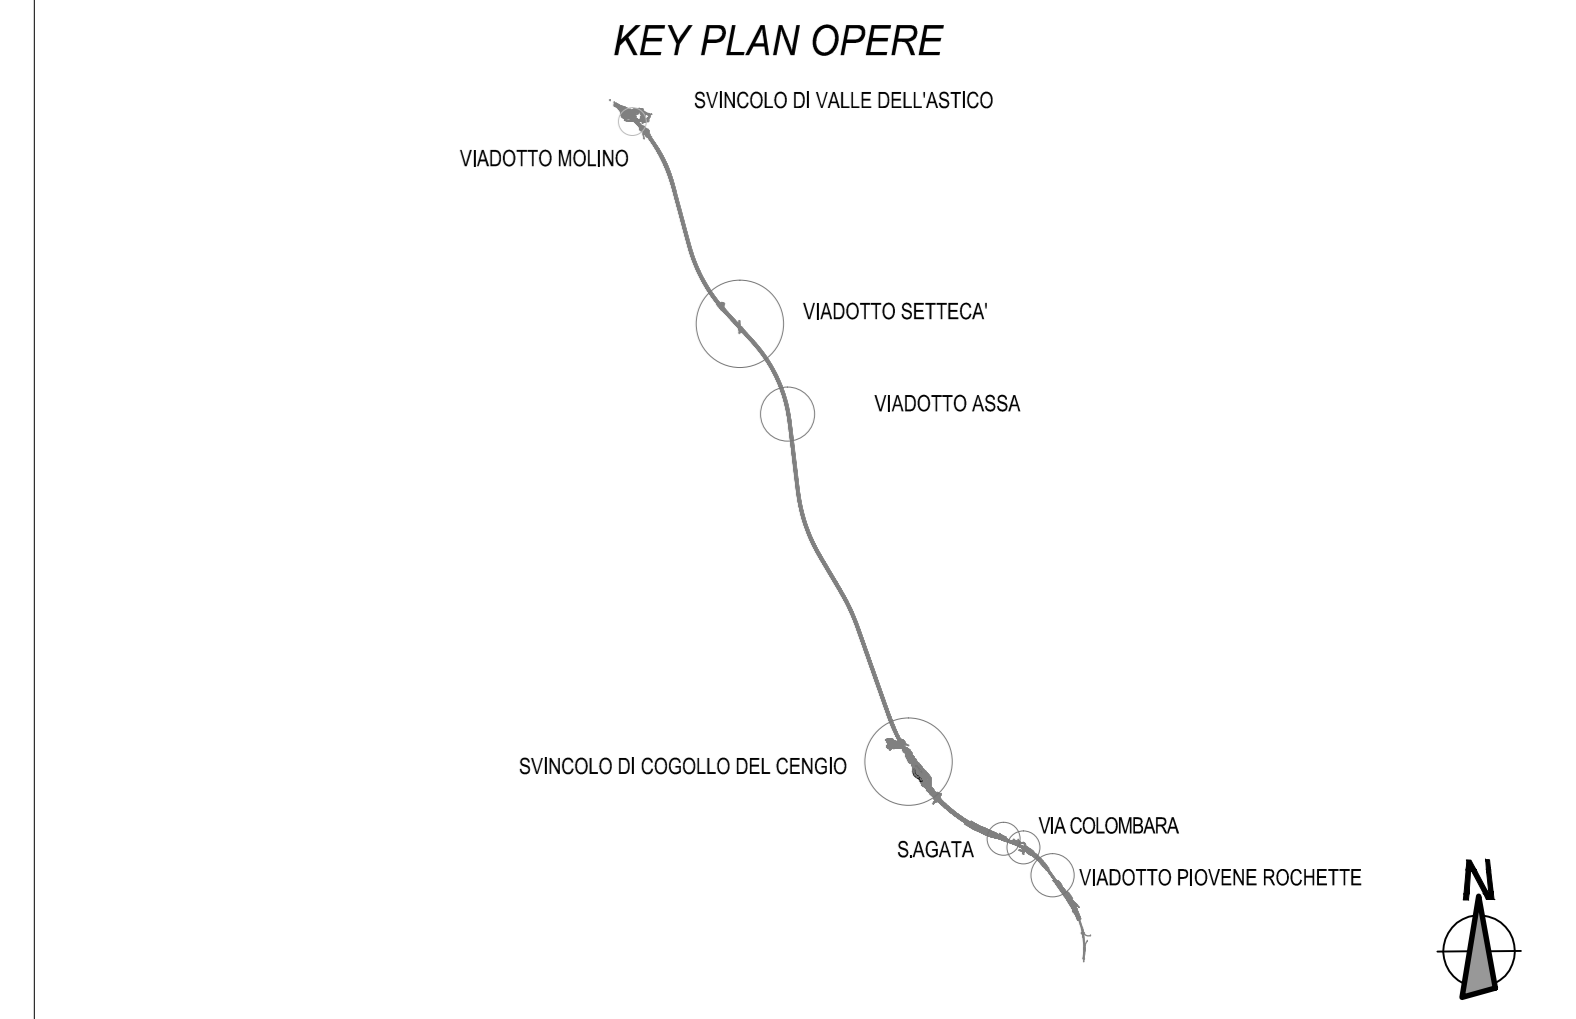 KEY PLAN OPERE
SVINCOLO DI VALLE DELL'ASTICO
VIADOTTO MOLINO
VIADOTTO SETTECA'
VIADOTTO ASSA
SVINCOLO DI COGOLLO DEL CENGIO
VIA COLOMBARA
S.AGATA
VIADOTTO PIOVENE ROCHETTE
N